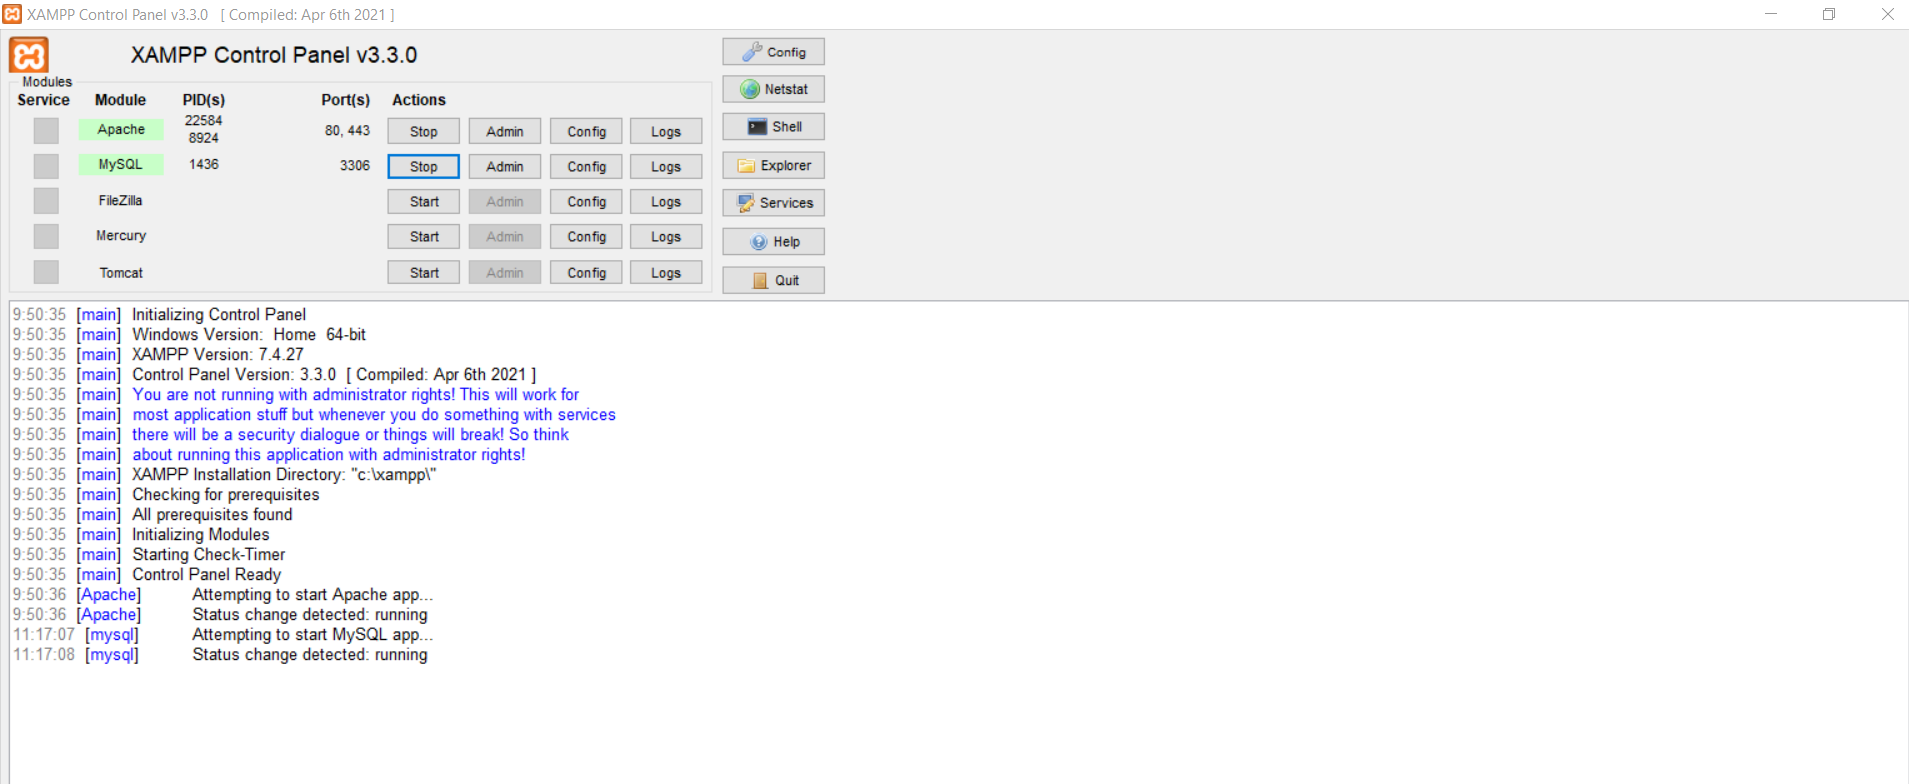 XAMPP Control Panel v3.3.0 [ Compiled: Apr 6th 2021 ]
XAMPP Control Panel v3.3.0
Config
Modules
Service Module PID(s) Port(s) Actions
Netstat
Apache 22584 8924 80, 443 Stop Admin Config Logs
Shell
MySQL 1436 3306 Stop Admin Config Logs
Explorer
FileZilla Start Admin Config Logs
Services
Mercury Start Admin Config Logs
Help
Tomcat Start Admin Config Logs
Quit
9:50:35 [main] Initializing Control Panel
9:50:35 [main] Windows Version: Home 64-bit
9:50:35 [main] XAMPP Version: 7.4.27
9:50:35 [main] Control Panel Version: 3.3.0 [ Compiled: Apr 6th 2021 ]
9:50:35 [main] You are not running with administrator rights! This will work for
9:50:35 [main] most application stuff but whenever you do something with services
9:50:35 [main] there will be a security dialogue or things will break! So think
9:50:35 [main] about running this application with administrator rights!
9:50:35 [main] XAMPP Installation Directory: "c:\xampp\"
9:50:35 [main] Checking for prerequisites
9:50:35 [main] All prerequisites found
9:50:35 [main] Initializing Modules
9:50:35 [main] Starting Check-Timer
9:50:35 [main] Control Panel Ready
9:50:36 [Apache] Attempting to start Apache app...
9:50:36 [Apache] Status change detected: running
11:17:07 [mysql] Attempting to start MySQL app...
11:17:08 [mysql] Status change detected: running